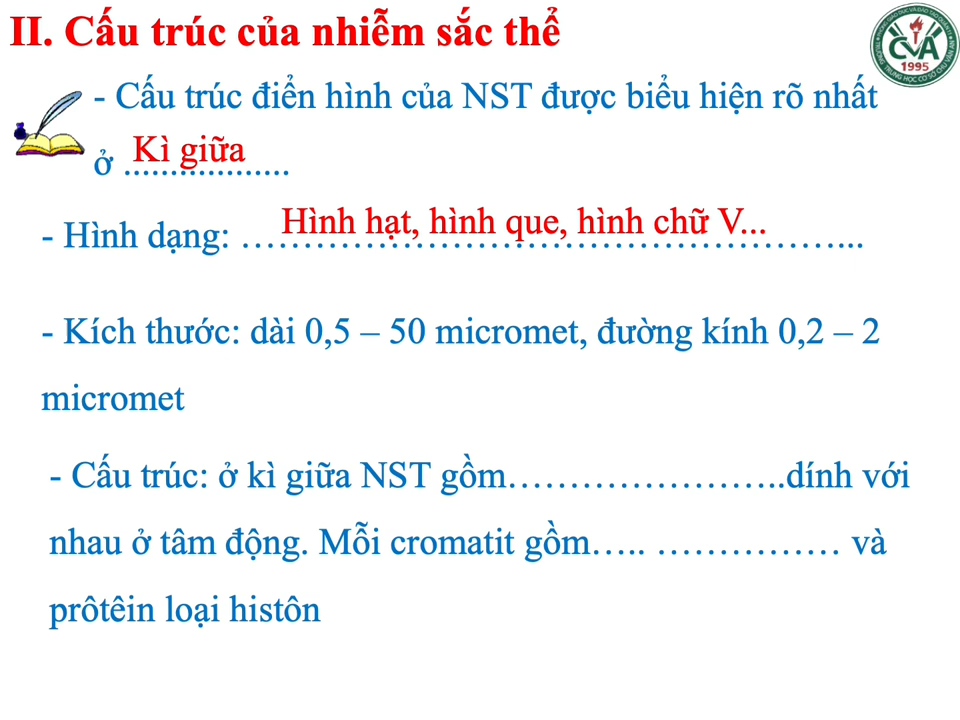 II. Cấu trúc của nhiễm sắc thể
CVA
1995
- Cấu trúc điển hình của NST được biểu hiện rõ nhất
ở .................. Kì giữa
- Hình dạng: ……………………………………………... Hình hạt, hình que, hình chữ V...
- Kích thước: dài 0,5 – 50 micromet, đường kính 0,2 – 2
micromet
- Cấu trúc: ở kì giữa NST gồm…………………..dính với
nhau ở tâm động. Mỗi cromatit gồm….. …………… và
prôtêin loại histôn